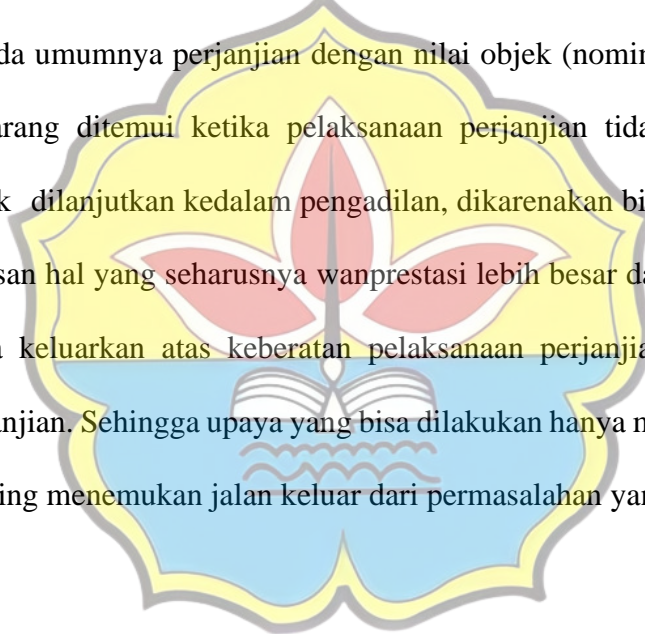 da umumnya perjanjian dengan nilai objek (nomin
arang ditemui ketika pelaksanaan perjanjian tida
k dilanjutkan kedalam pengadilan, dikarenakan bi
san hal yang seharusnya wanprestasi lebih besar da
keluarkan atas keberatan pelaksanaan perjanjia
anjian. Sehingga upaya yang bisa dilakukan hanya
ing menemukan jalan keluar dari permasalahan yan